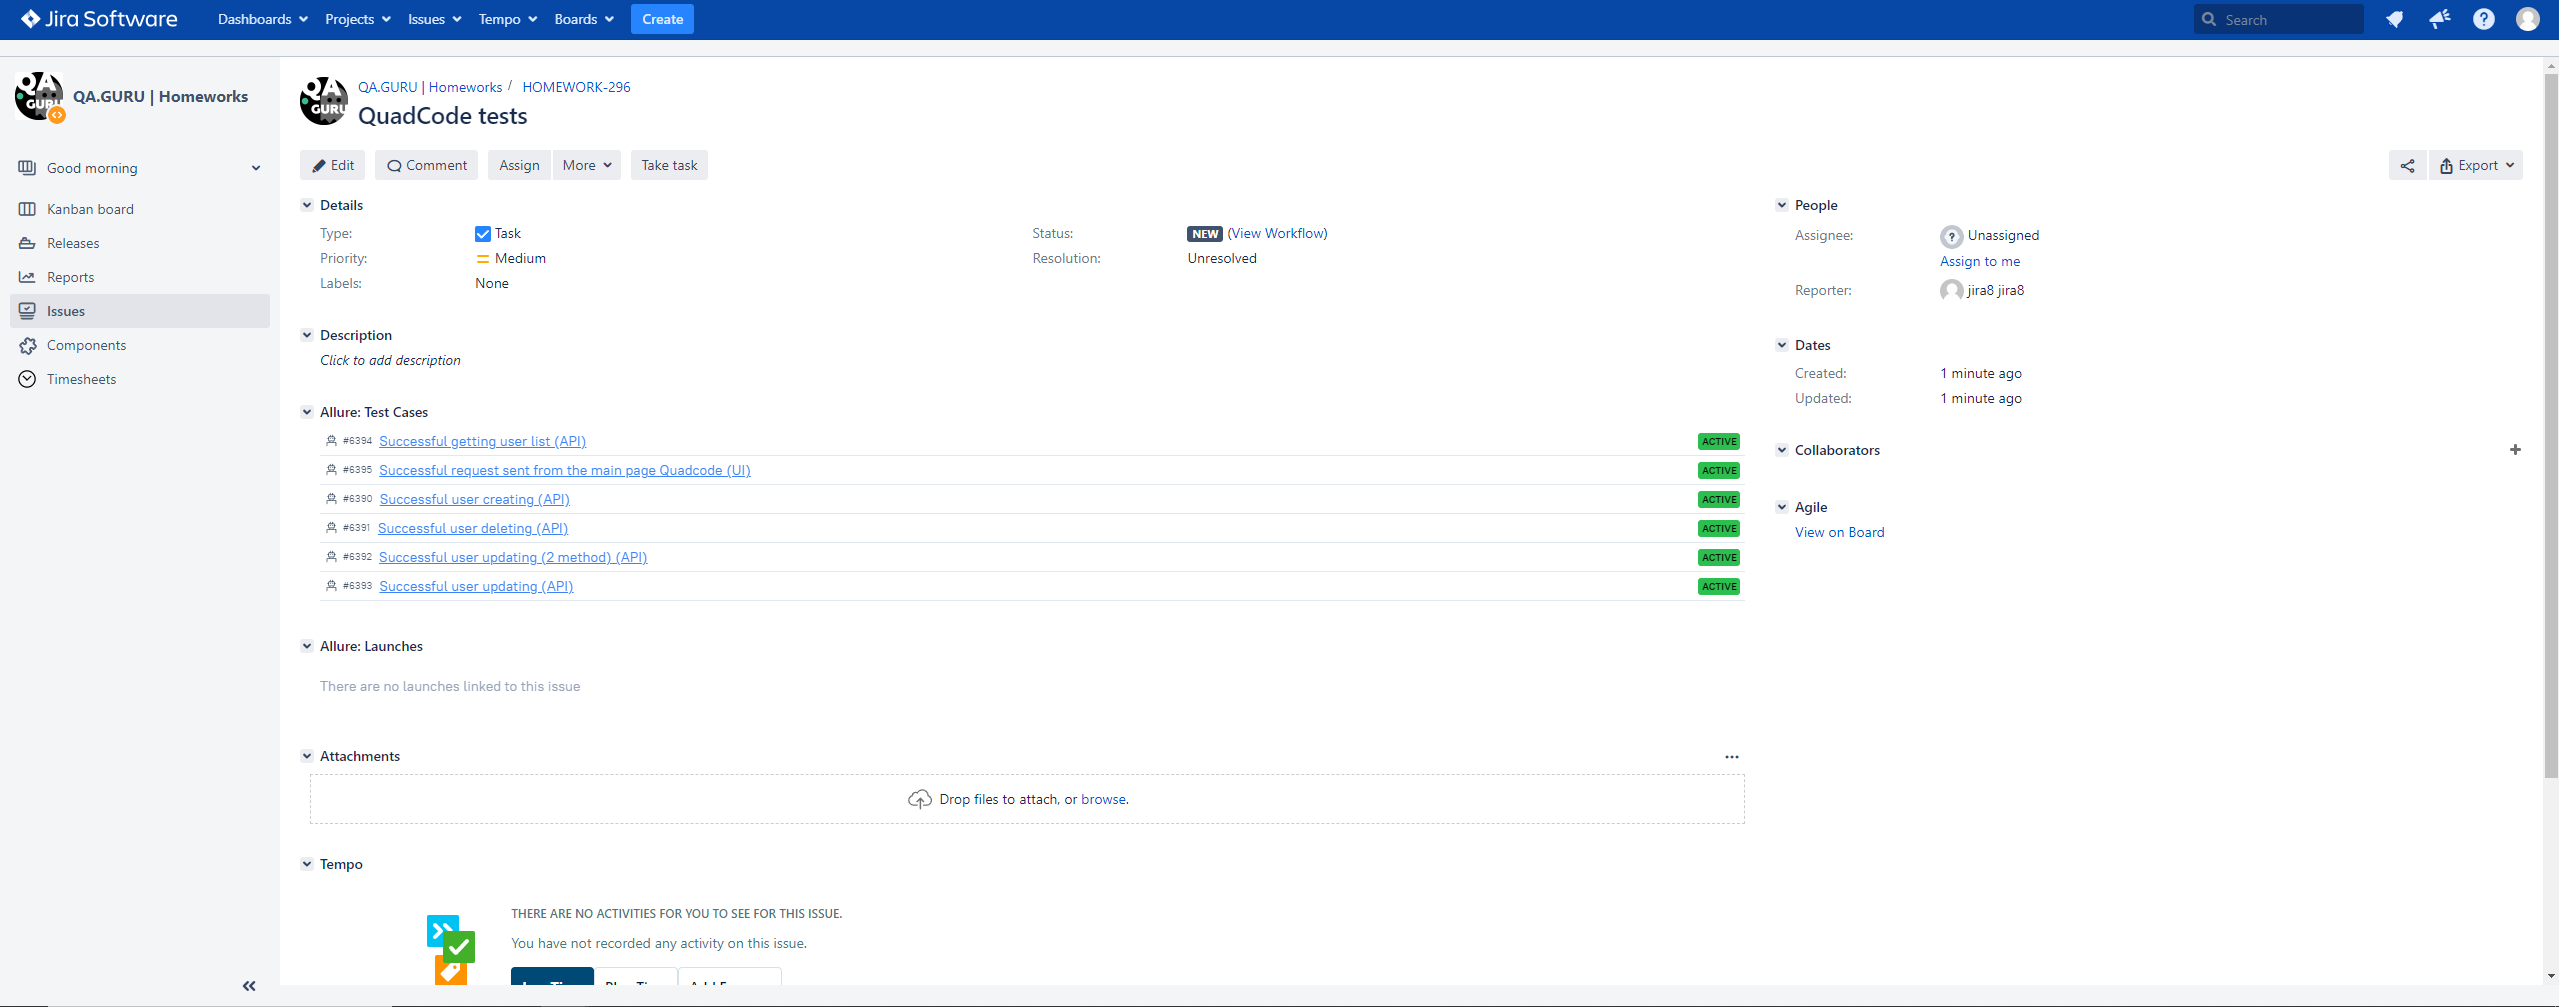 Jira Software Dashboards Projects Issues Tempo Boards Create Search
QA.GURU | Homeworks
Good morning
Kanban board
Releases
Reports
Issues
Components
Timesheets
QA.GURU | Homeworks / HOMEWORK-296
QuadCode tests
Edit Comment Assign More Take task Export
Details
Type: Task
Priority: Medium
Labels: None
Status: NEW (View Workflow)
Resolution: Unresolved
Description
Click to add description
Allure: Test Cases
#6394 Successful getting user list (API) ACTIVE
#6395 Successful request sent from the main page Quadcode (UI) ACTIVE
#6390 Successful user creating (API) ACTIVE
#6391 Successful user deleting (API) ACTIVE
#6392 Successful user updating (2 method) (API) ACTIVE
#6393 Successful user updating (API) ACTIVE
Allure: Launches
There are no launches linked to this issue
Attachments
Drop files to attach, or browse.
Tempo
THERE ARE NO ACTIVITIES FOR YOU TO SEE FOR THIS ISSUE.
You have not recorded any activity on this issue.
People
Assignee: Unassigned
Assign to me
Reporter: jira8 jira8
Dates
Created: 1 minute ago
Updated: 1 minute ago
Collaborators
Agile
View on Board